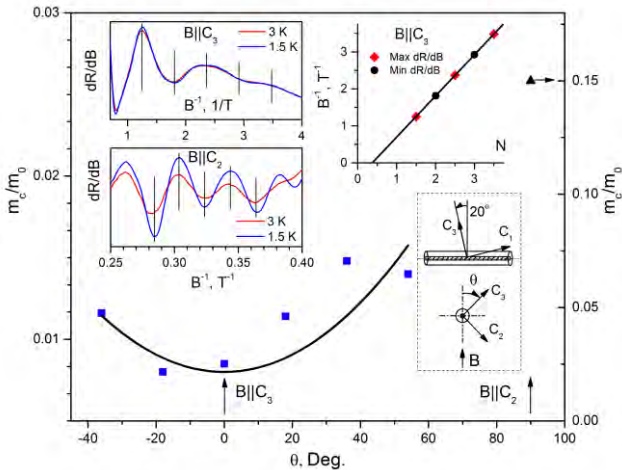 0.03
0.02
0.01
m_c/m_0
B||C_3
3 K
1.5 K
dR/dB
1 2 3 4
B^-1, 1/T
B||C_2
dR/dB
3 K
1.5 K
0.25 0.30 0.35 0.40
B^-1, T^-1
B||C_3
Max dR/dB
Min dR/dB
B^-1, T^-1
3
2
1
0
0 1 2 3
N
0.15
0.10
0.05
0.00
m_c/m_0
20°
C_3
C_1
θ
C_3
C_2
B
B||C_3
B||C_2
-40 -20 0 20 40 60 80 100
θ, Deg.